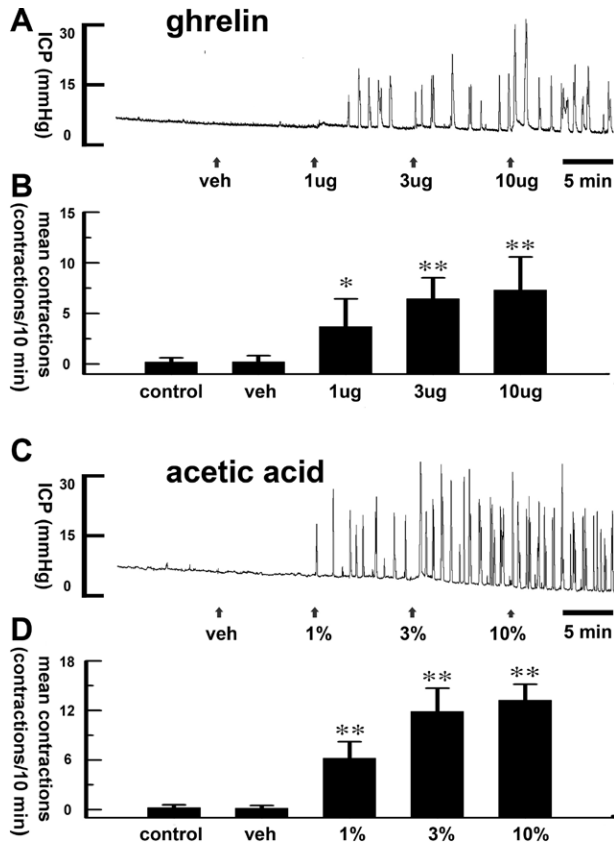 A
ghrelin
ICP (mmHg)
30
15
0
veh 1ug 3ug 10ug 5 min
B
mean contractions
(contractions/10 min)
15
10
5
0
* ** **
control veh 1ug 3ug 10ug
C
acetic acid
ICP (mmHg)
30
15
0
veh 1% 3% 10% 5 min
D
mean contractions
(contractions/10 min)
18
12
6
0
** ** **
control veh 1% 3% 10%